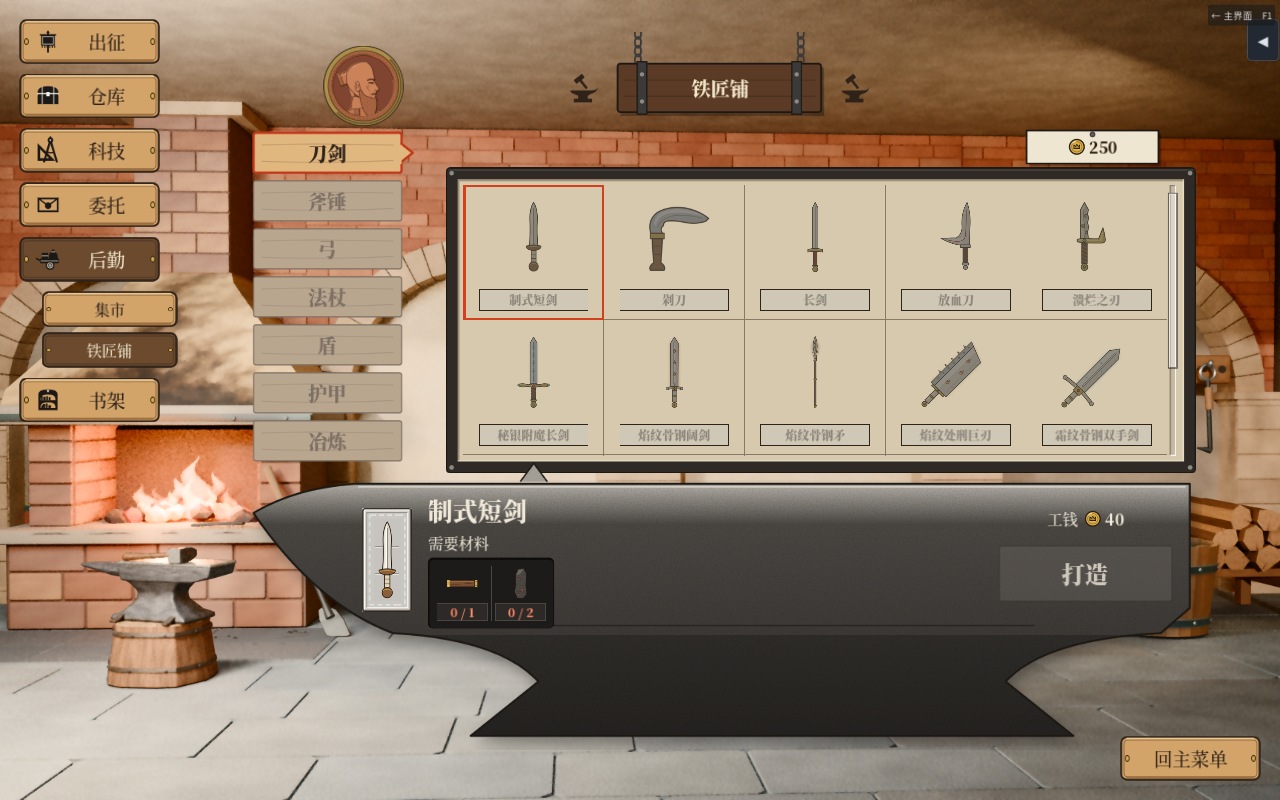 ← 主界面 F1
出征
仓库
科技
委托
后勤
集市
铁匠铺
书架
铁匠铺
250
刀剑
斧锤
弓
法杖
盾
护甲
冶炼
制式短剑
剁刀
长剑
放血刀
溃烂之刃
秘银附魔长剑
焰纹骨钢阔剑
焰纹骨钢矛
焰纹处刑巨刃
霜纹骨钢双手剑
制式短剑
需要材料
0/1
0/2
工钱 40
打造
回主菜单